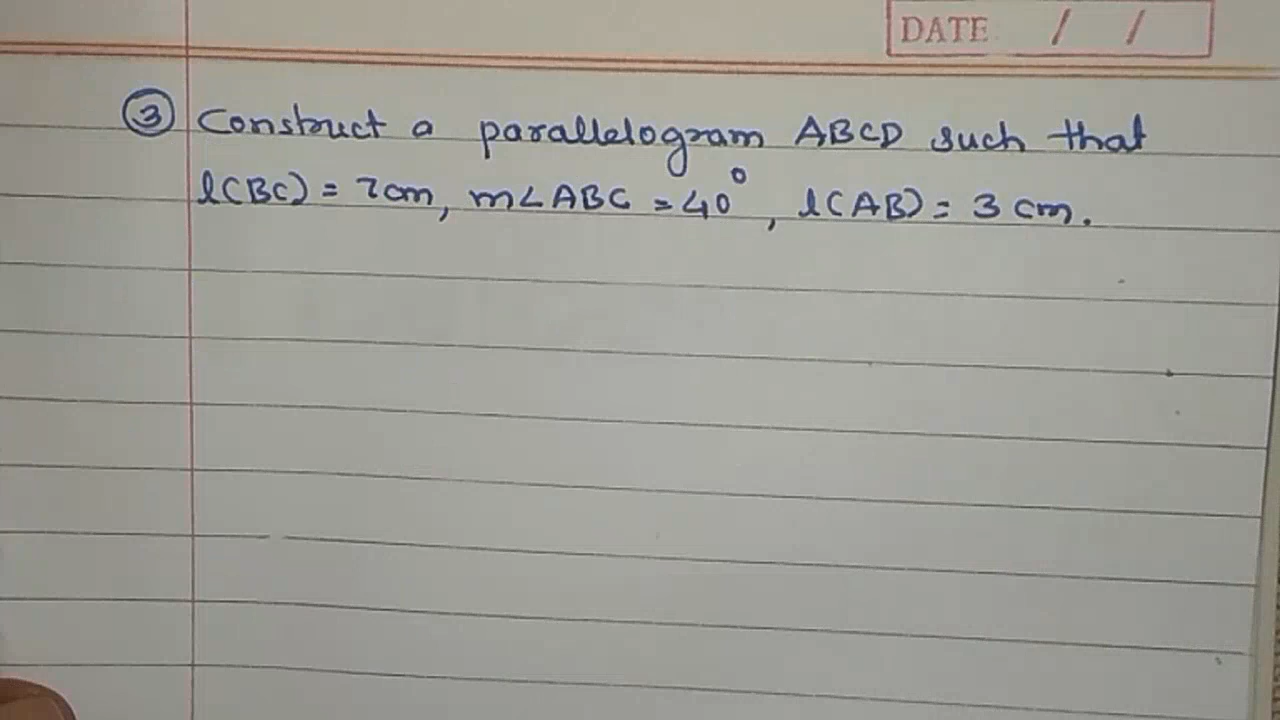 DATE / /
③ Construct a parallelogram ABCD such that
l(BC) = 7cm, m∠ABC = 40°, l(AB) = 3 cm.